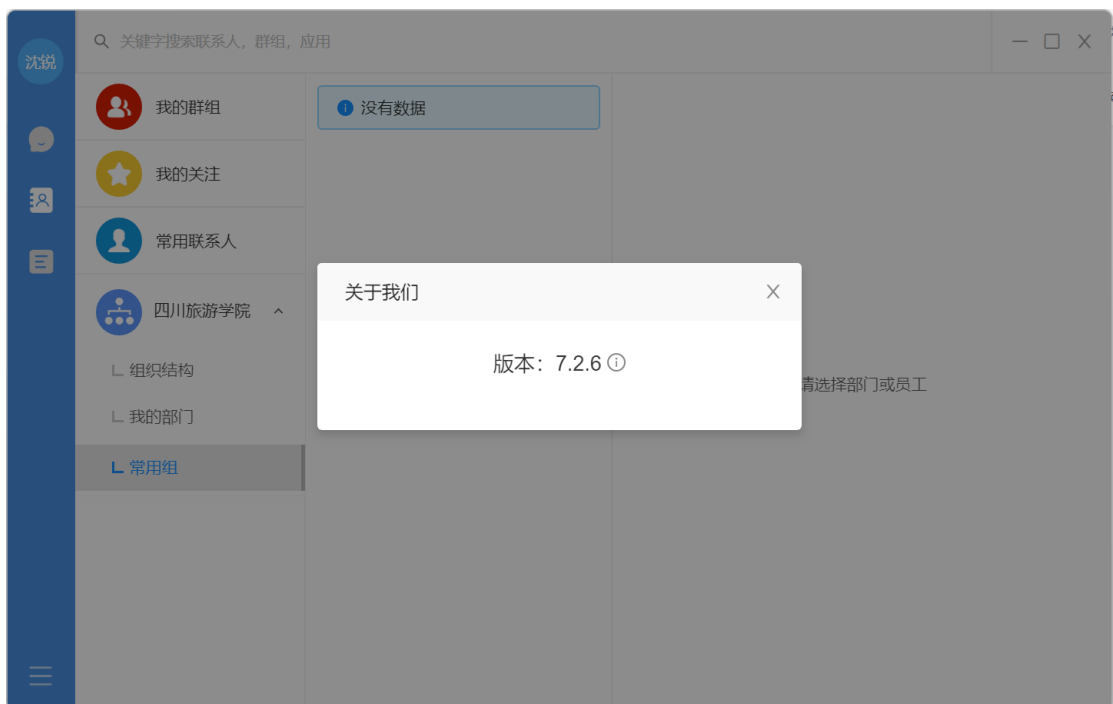 沈锐
关键字搜索联系人，群组，应用
我的群组
没有数据
我的关注
常用联系人
四川旅游学院
组织结构
我的部门
常用组
关于我们
版本：7.2.6
请选择部门或员工